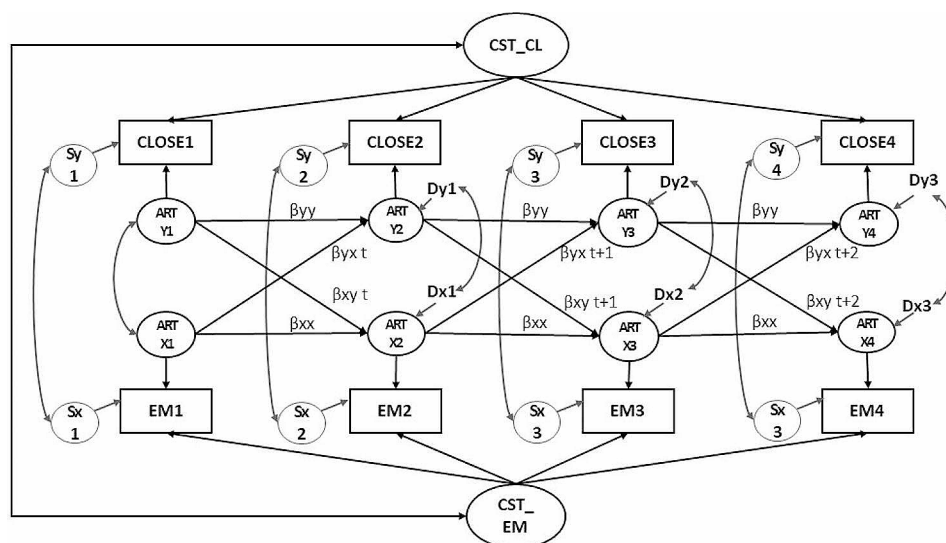 CST_CL
CLOSE1
CLOSE2
CLOSE3
CLOSE4
Sy
1
Sy
2
Sy
3
Sy
4
ART
Y1
βyy
ART
Y2
Dy1
βyy
ART
Y3
Dy2
βyy
ART
Y4
Dy3
βyx t
βyx t+1
βyx t+2
βxy t
βxy t+1
βxy t+2
ART
X1
βxx
ART
X2
Dx1
βxx
ART
X3
Dx2
βxx
ART
X4
Dx3
Sx
1
EM1
Sx
2
EM2
Sx
3
EM3
Sx
3
EM4
CST_
EM